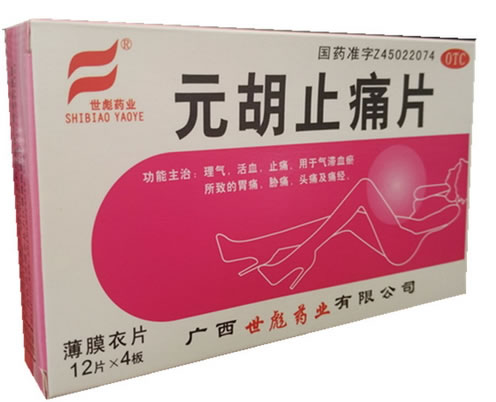 国药准字Z45022074
OTC
®
世彪药业
SHIBIAO YAOYE
元胡止痛片
功能主治：理气，活血，止痛，用于气滞血瘀
所致的胃痛，胁痛，头痛及痛经。
广西世彪药业有限公司
薄膜衣片
12片×4板